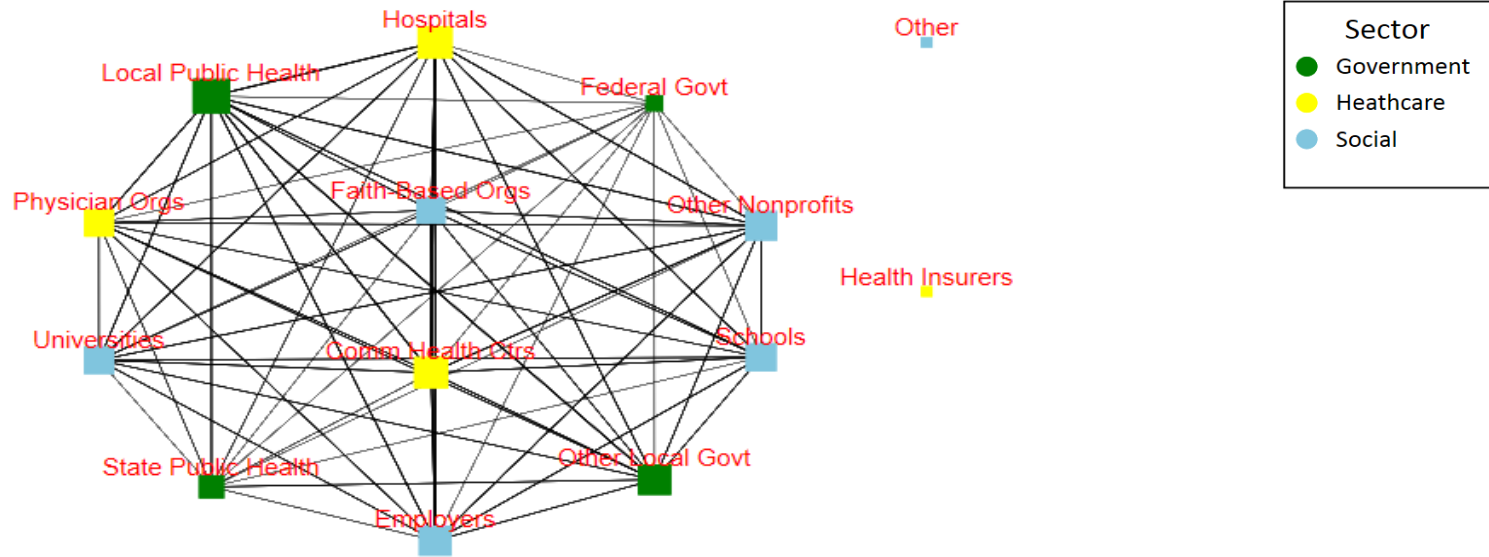 Hospitals
Other
Sector
Local Public Health
Federal Govt
Government
Heathcare
Social
Physician Orgs
Faith-Based Orgs
Other Nonprofits
Health Insurers
Universities
Comm Health Ctrs
Schools
State Public Health
Other Local Govt
Employers